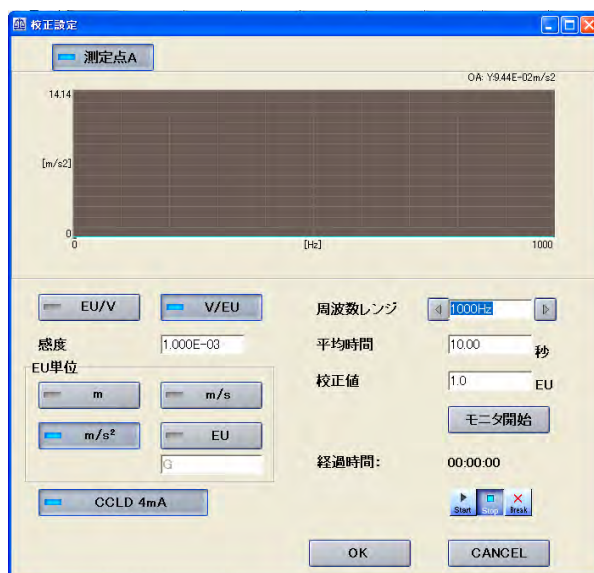 校正設定
測定点A
OA: Y:9.44E-02m/s2
14.14
[m/s2]
0
0 [Hz] 1000
EU/V V/EU
感度 1.000E-03
EU単位
m m/s
m/s² EU
G
CCLD 4mA
周波数レンジ 1000Hz
平均時間 10.00 秒
校正値 1.0 EU
モニタ開始
経過時間: 00:00:00
Start Stop Break
OK CANCEL